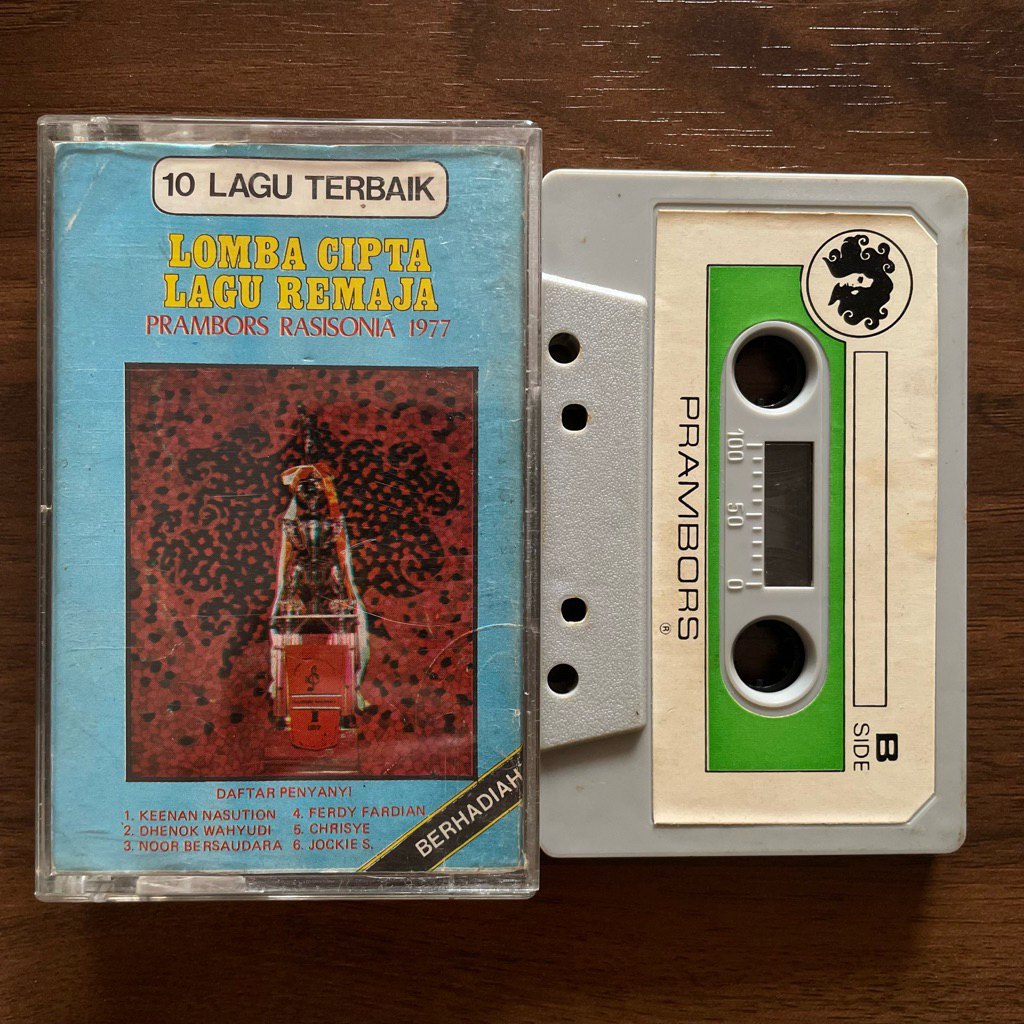 10 LAGU TERBAIK
LOMBA CIPTA
LAGU REMAJA
PRAMBORS RASISONIA 1977
1
DAFTAR PENYANYI
1. KEENAN NASUTION 4. FERDY FARDIAN
2. DHENOK WAHYUDI 5. CHRISYE
3. NOOR BERSAUDARA 6. JOCKIE S.
BERHADIAH
PRAMBORS ®
100 50 0
B
SIDE